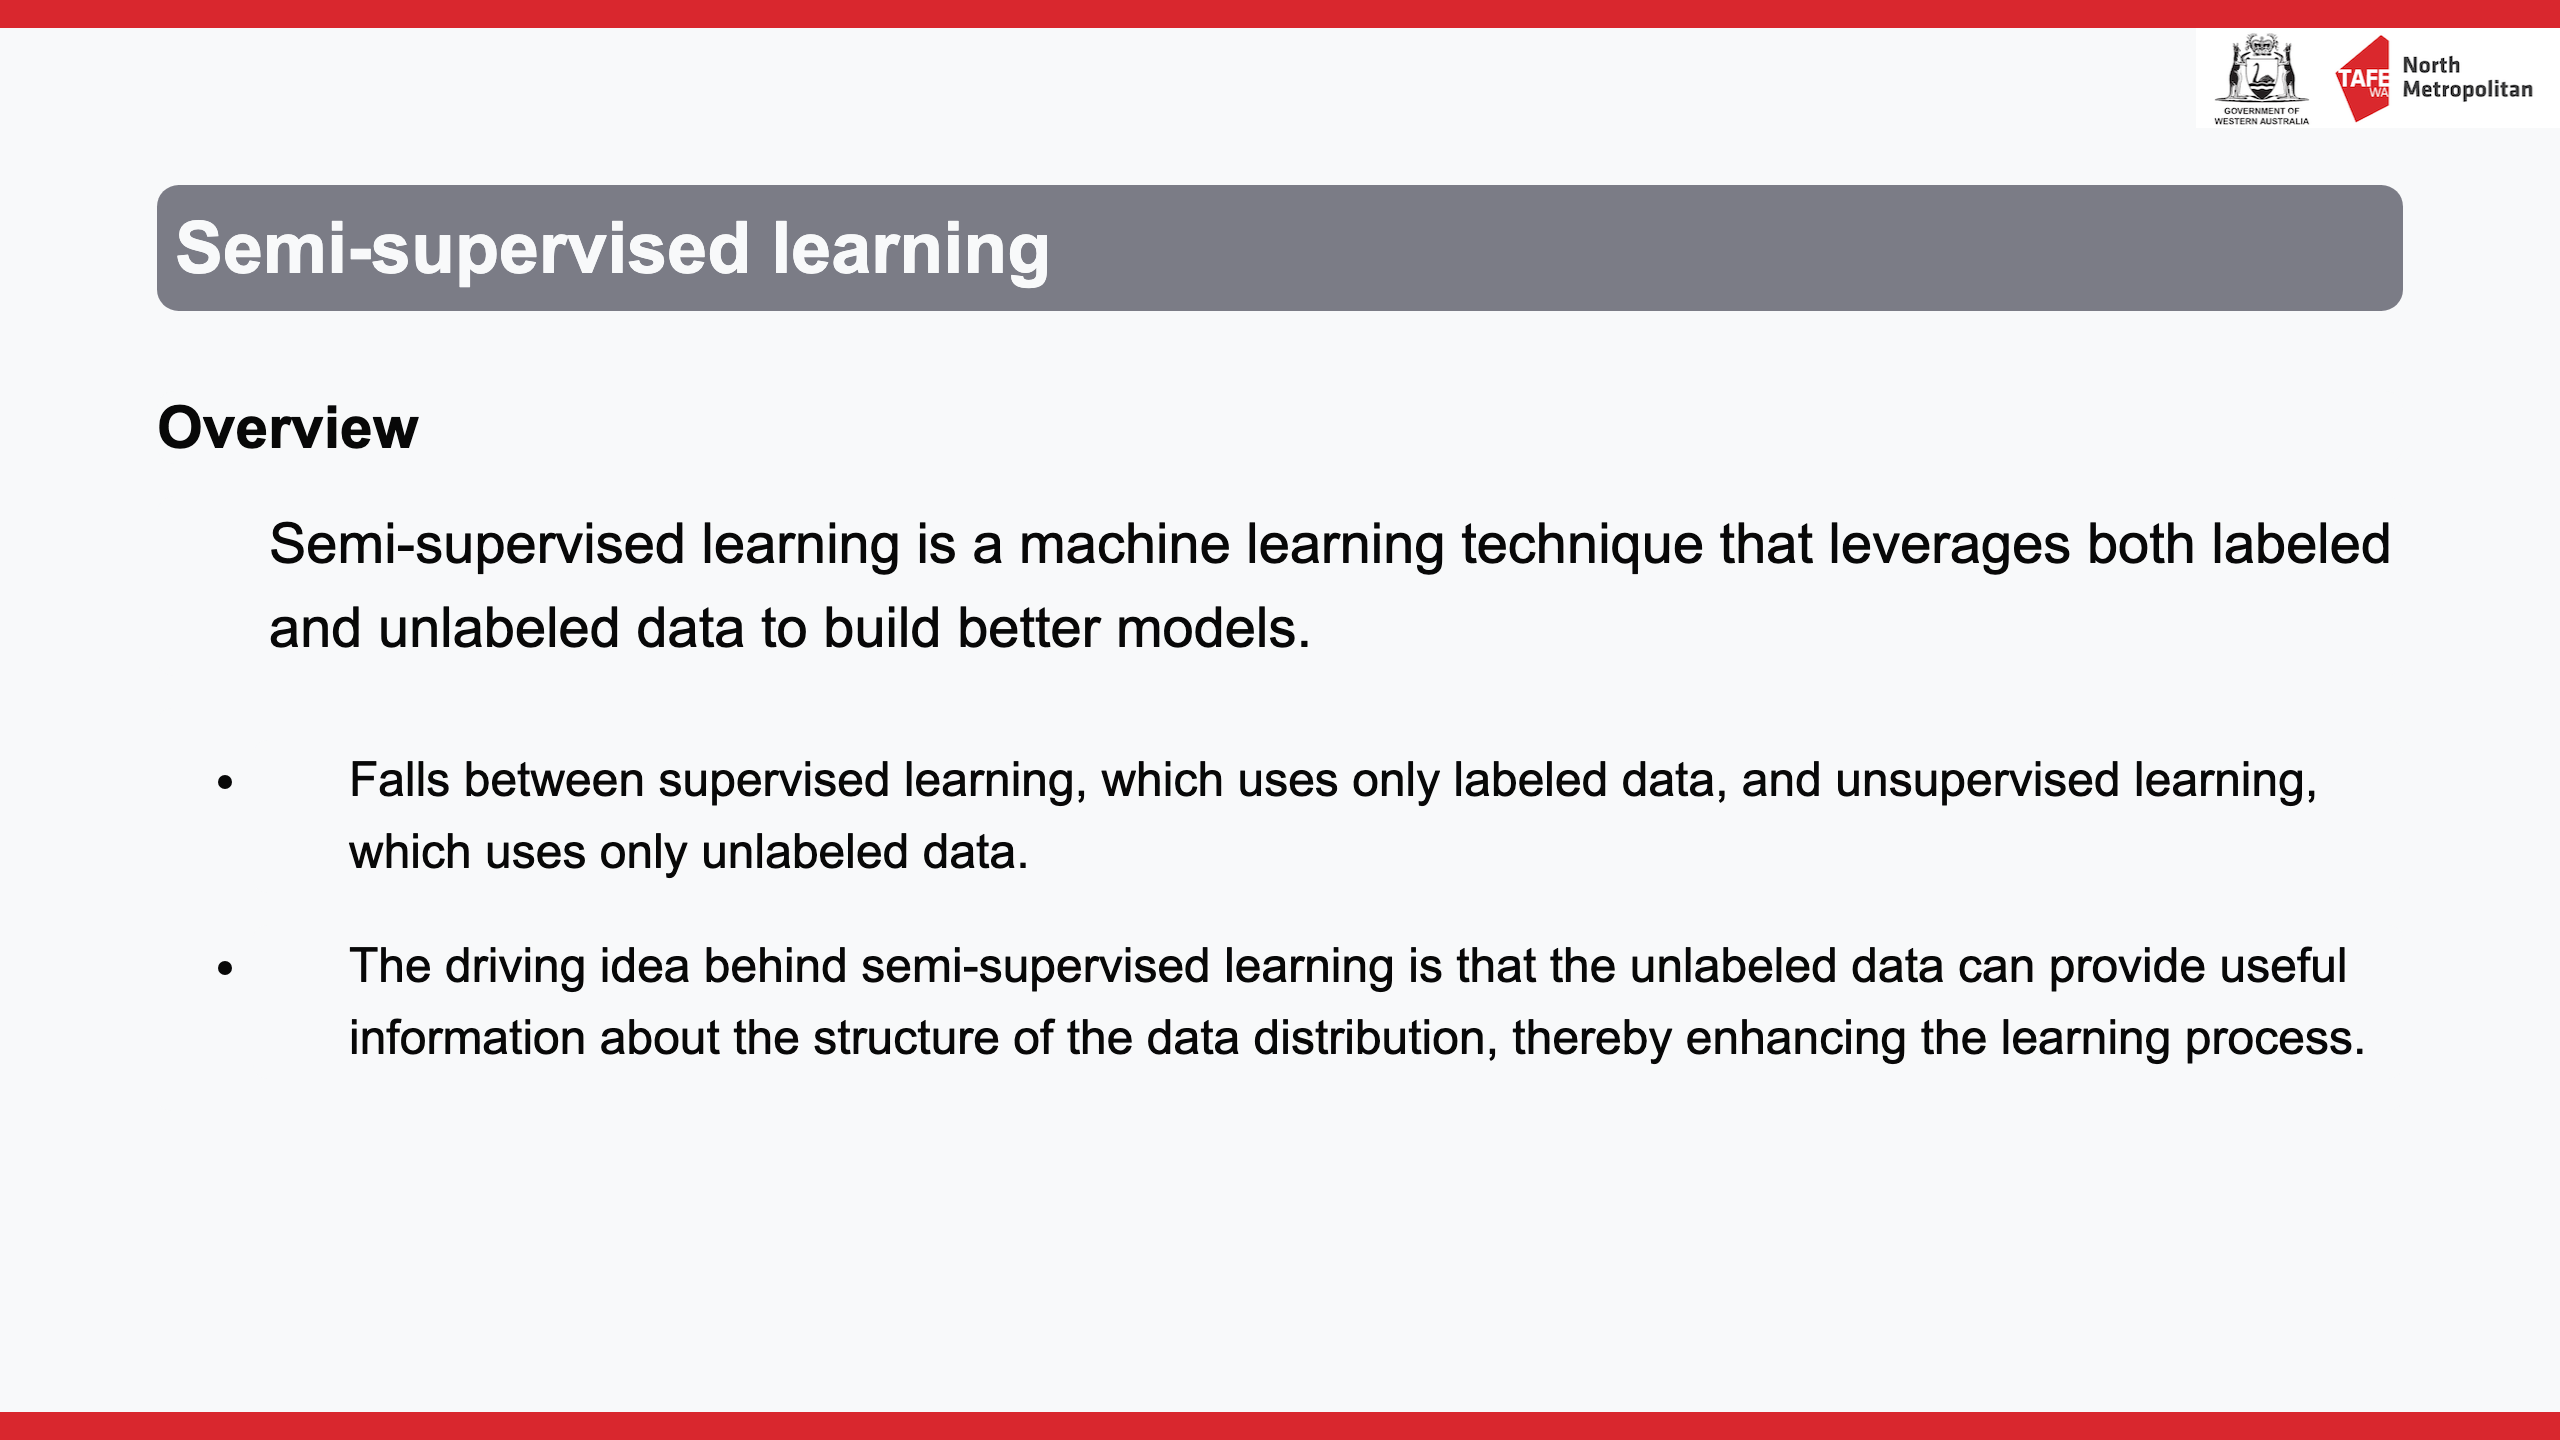 GOVERNMENT OF
WESTERN AUSTRALIA
TAFE
WA
North
Metropolitan
Semi-supervised learning
Overview
Semi-supervised learning is a machine learning technique that leverages both labeled
and unlabeled data to build better models.
• Falls between supervised learning, which uses only labeled data, and unsupervised learning,
which uses only unlabeled data.
• The driving idea behind semi-supervised learning is that the unlabeled data can provide useful
information about the structure of the data distribution, thereby enhancing the learning process.